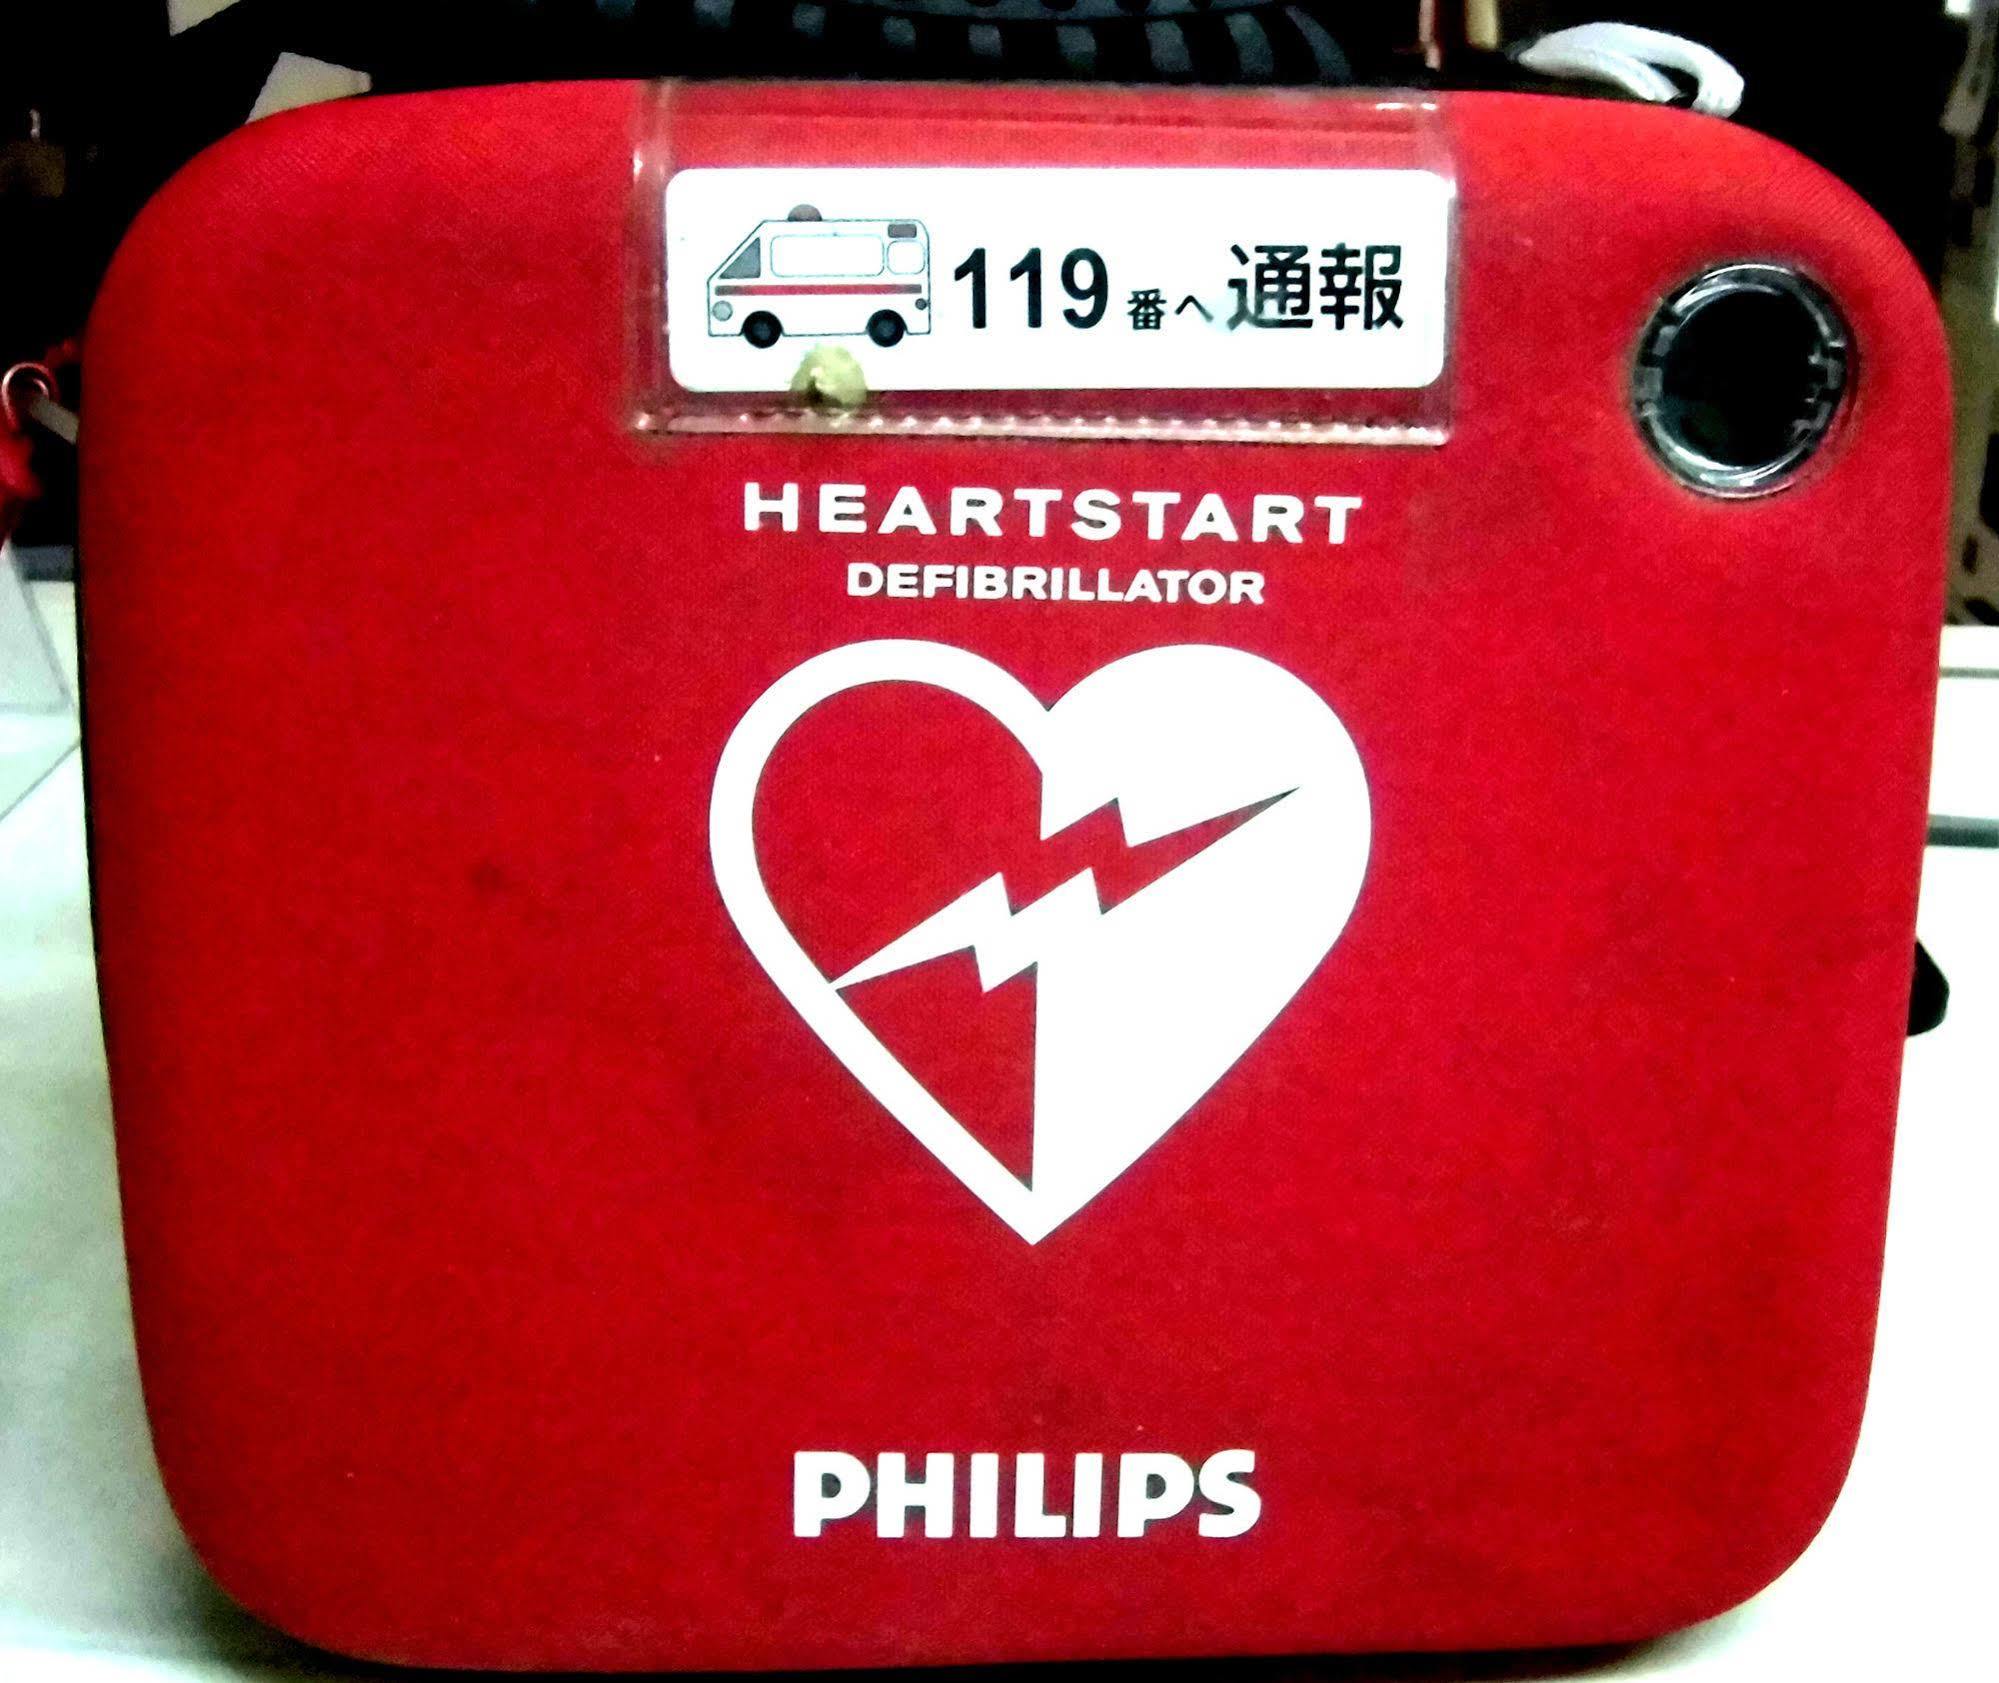 119番へ通報
HEARTSTART
DEFIBRILLATOR
PHILIPS